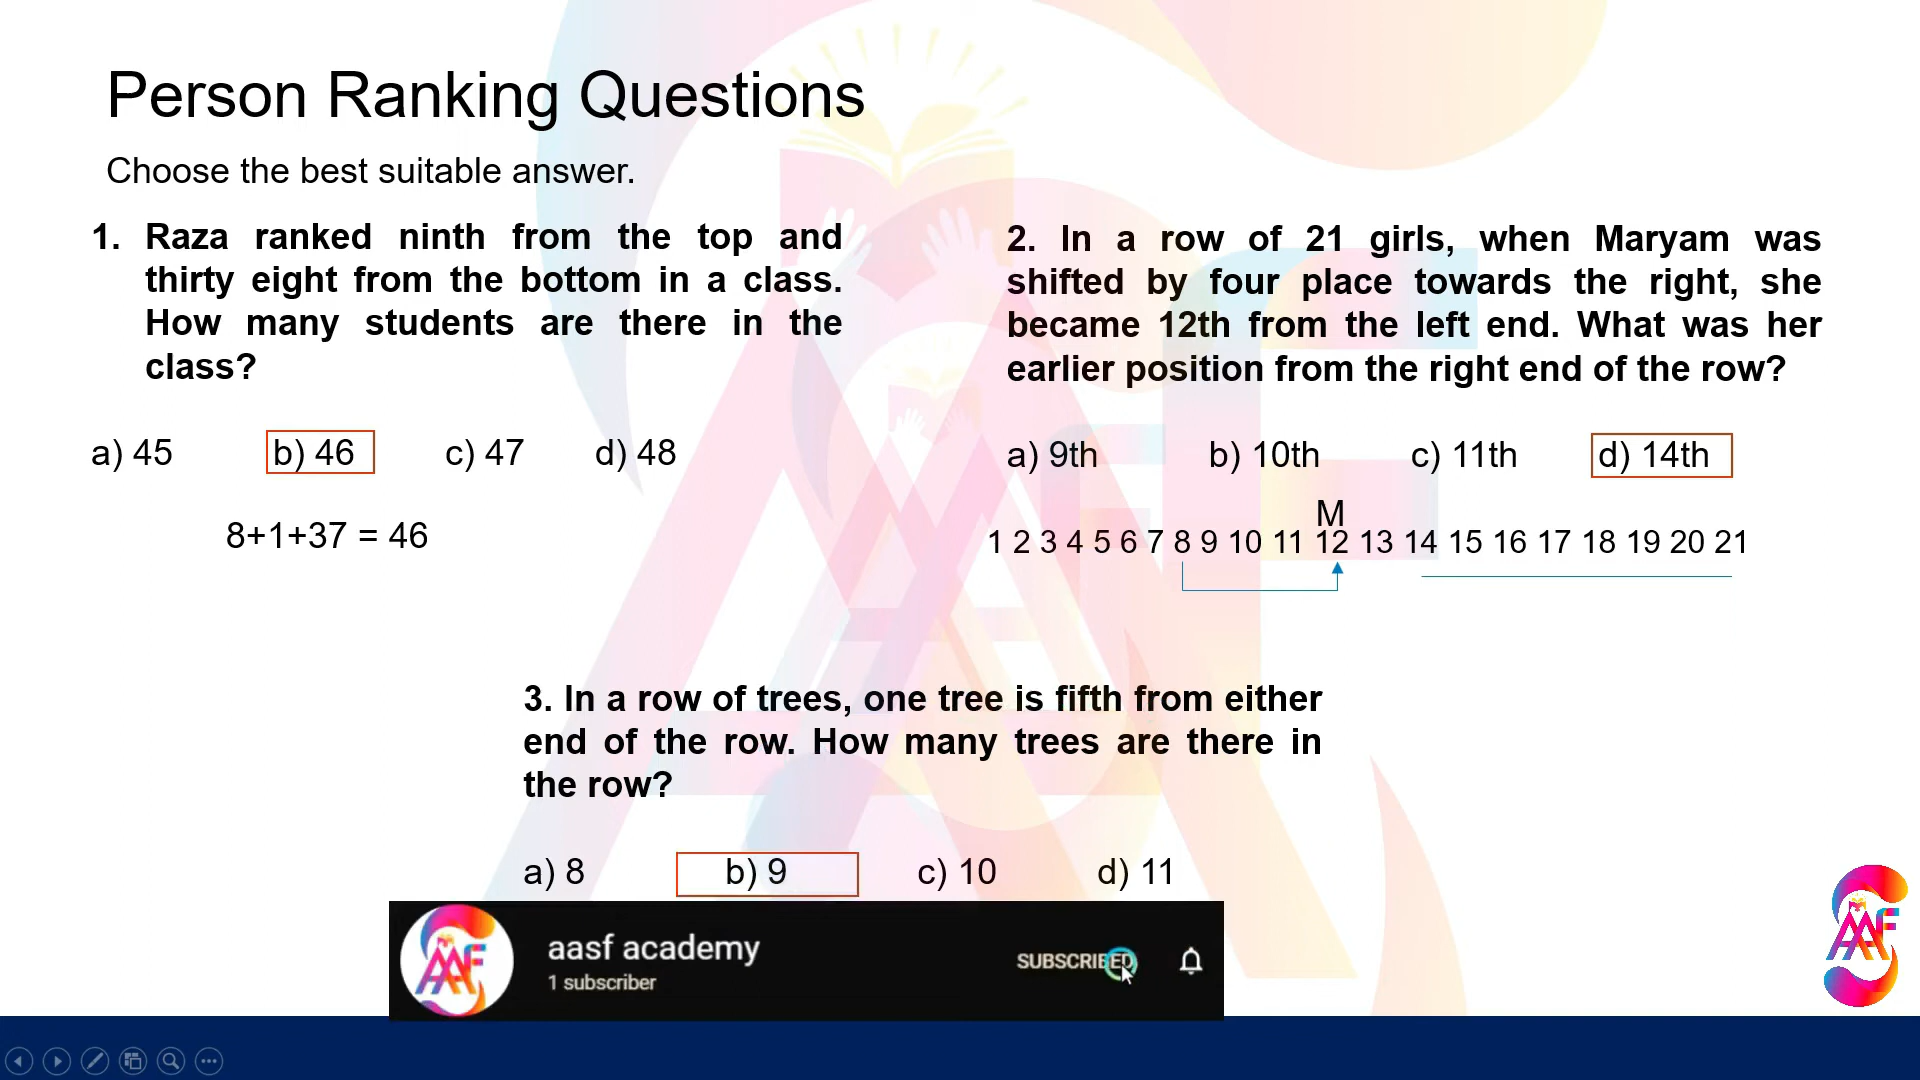 Person Ranking Questions
Choose the best suitable answer.
1. Raza ranked ninth from the top and
thirty eight from the bottom in a class.
How many students are there in the
class?
a) 45 b) 46 c) 47 d) 48
8+1+37 = 46
2. In a row of 21 girls, when Maryam was
shifted by four place towards the right, she
became 12th from the left end. What was her
earlier position from the right end of the row?
a) 9th b) 10th c) 11th d) 14th
M
1 2 3 4 5 6 7 8 9 10 11 12 13 14 15 16 17 18 19 20 21
3. In a row of trees, one tree is fifth from either
end of the row. How many trees are there in
the row?
a) 8 b) 9 c) 10 d) 11
aasf academy
1 subscriber
SUBSCRIBED